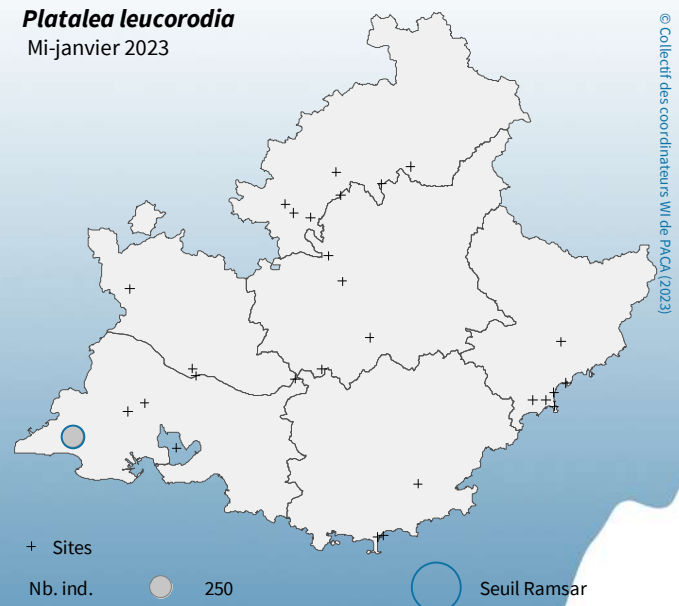 Platalea leucorodia
Mi-janvier 2023
© Collectif des coordinateurs WI de PACA (2023)
Sites
Nb. ind. 250 Seuil Ramsar